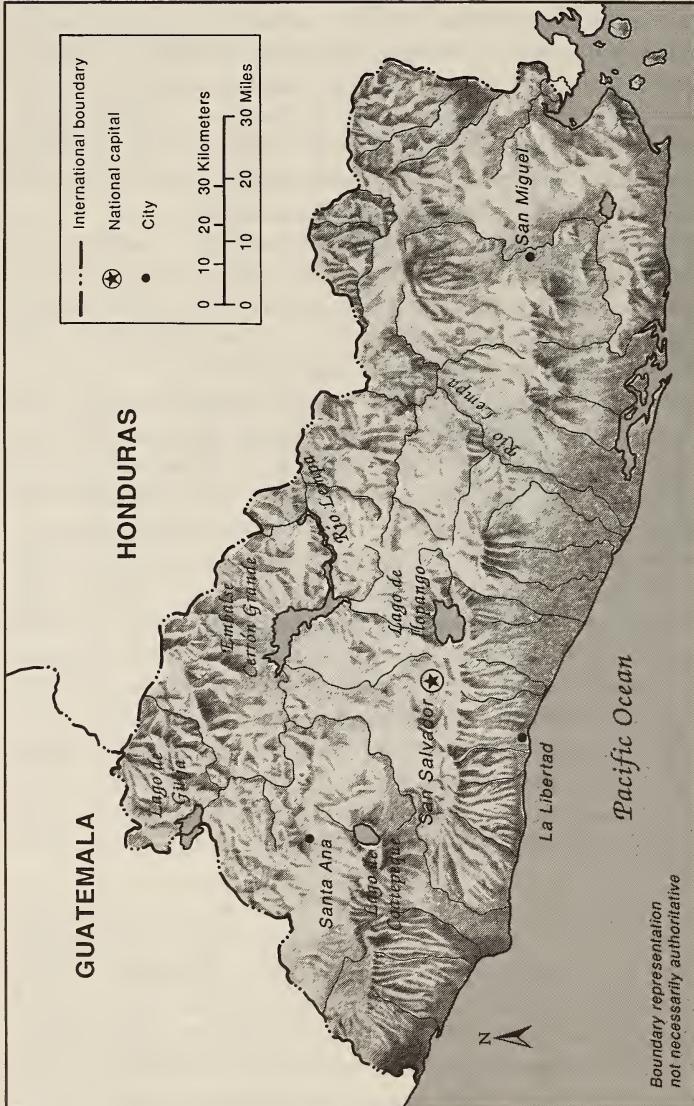 International boundary
National capital
City
0 10 20 30 Kilometers
0 10 20 30 Miles
GUATEMALA
HONDURAS
Lago de
Guija
Embalse
Cerrón Grande
Río Lempa
Santa Ana
Lago de
Coatepeque
San Salvador
Lago de
Ilopango
Río
Lempa
San Miguel
La Libertad
Pacific Ocean
N
Boundary representation
not necessarily authoritative